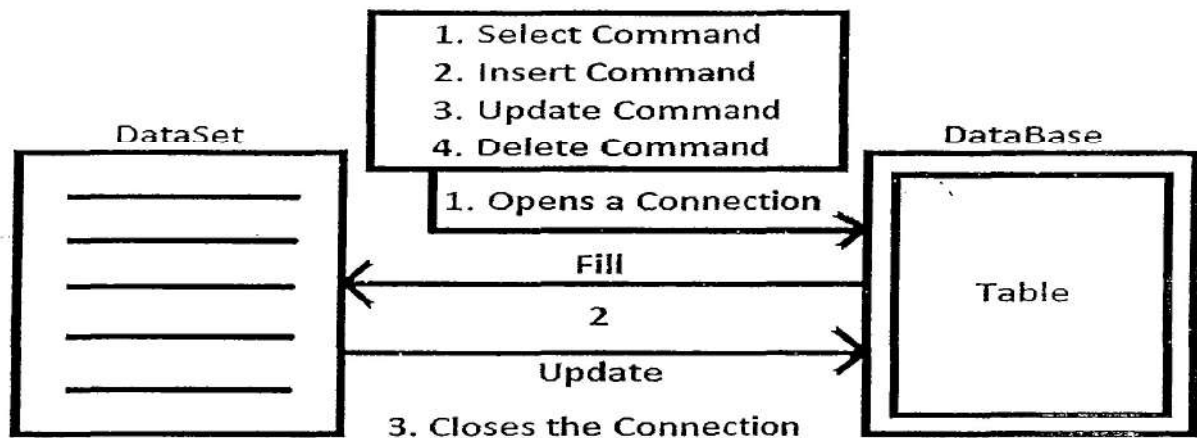 1. Select Command
2. Insert Command
3. Update Command
4. Delete Command
DataSet
DataBase
1. Opens a Connection
Fill
2
Table
Update
3. Closes the Connection